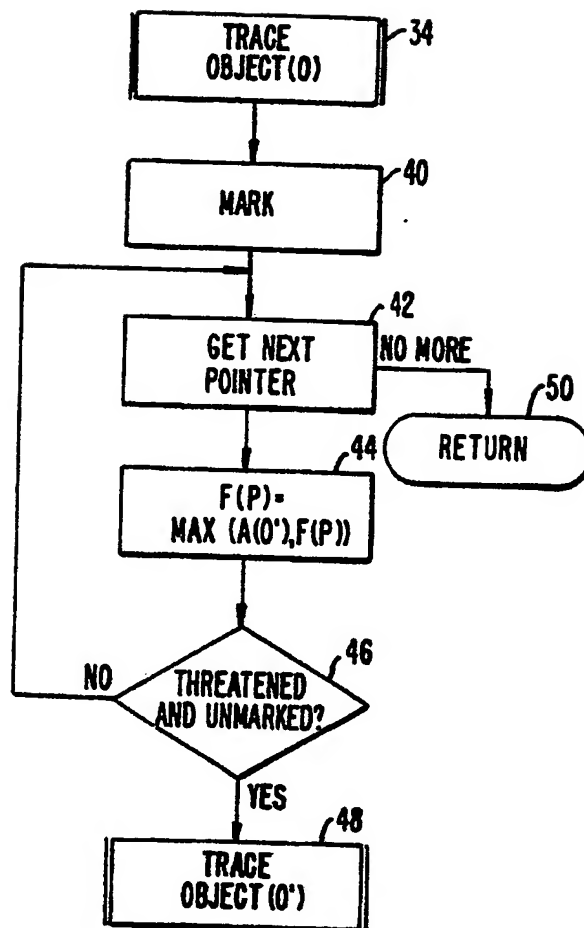 TRACE
OBJECT(O)
34
MARK
40
GET NEXT
POINTER
42
NO MORE
RETURN
50
F(P)=
MAX (A(O'),F(P))
44
THREATENED
AND UNMARKED?
46
NO
YES
TRACE
OBJECT(O')
48